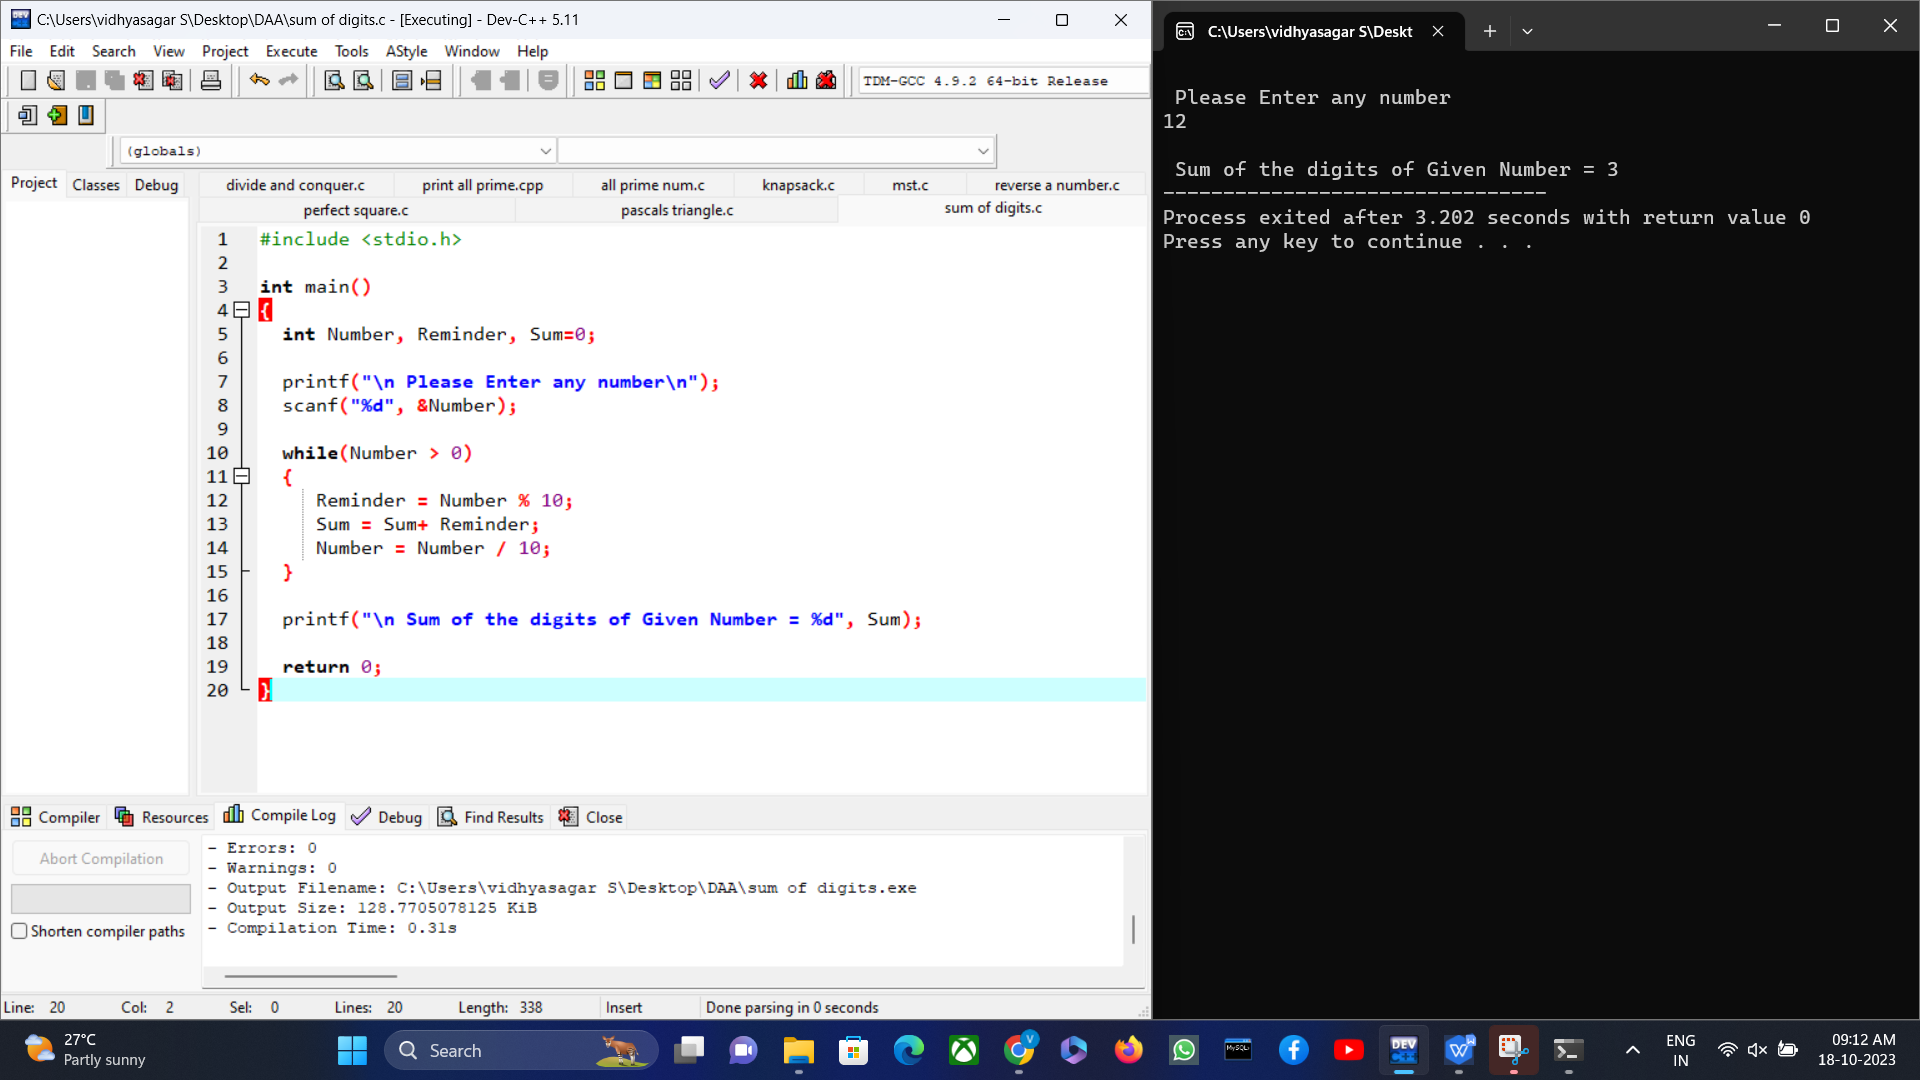 C:\Users\vidhyasagar S\Desktop\DAA\sum of digits.c - [Executing] - Dev-C++ 5.11
File Edit Search View Project Execute Tools AStyle Window Help
TDM-GCC 4.9.2 64-bit Release
(globals)
Project Classes Debug
divide and conquer.c print all prime.cpp all prime num.c knapsack.c mst.c reverse a number.c
perfect square.c pascals triangle.c sum of digits.c
1 #include <stdio.h>
2
3 int main()
4 {
5 int Number, Reminder, Sum=0;
6
7 printf("\n Please Enter any number\n");
8 scanf("%d", &Number);
9
10 while(Number > 0)
11 {
12 Reminder = Number % 10;
13 Sum = Sum+ Reminder;
14 Number = Number / 10;
15 }
16
17 printf("\n Sum of the digits of Given Number = %d", Sum);
18
19 return 0;
20 }
Compiler Resources Compile Log Debug Find Results Close
Abort Compilation
Shorten compiler paths
- Errors: 0
- Warnings: 0
- Output Filename: C:\Users\vidhyasagar S\Desktop\DAA\sum of digits.exe
- Output Size: 128.7705078125 KiB
- Compilation Time: 0.31s
Line: 20 Col: 2 Sel: 0 Lines: 20 Length: 338 Insert Done parsing in 0 seconds
C:\Users\vidhyasagar S\Deskt
Please Enter any number
12
Sum of the digits of Given Number = 3
--------------------------------
Process exited after 3.202 seconds with return value 0
Press any key to continue . . .
27°C
Partly sunny
Search
V
MySQL
DEV
C++
W
ENG
IN
09:12 AM
18-10-2023